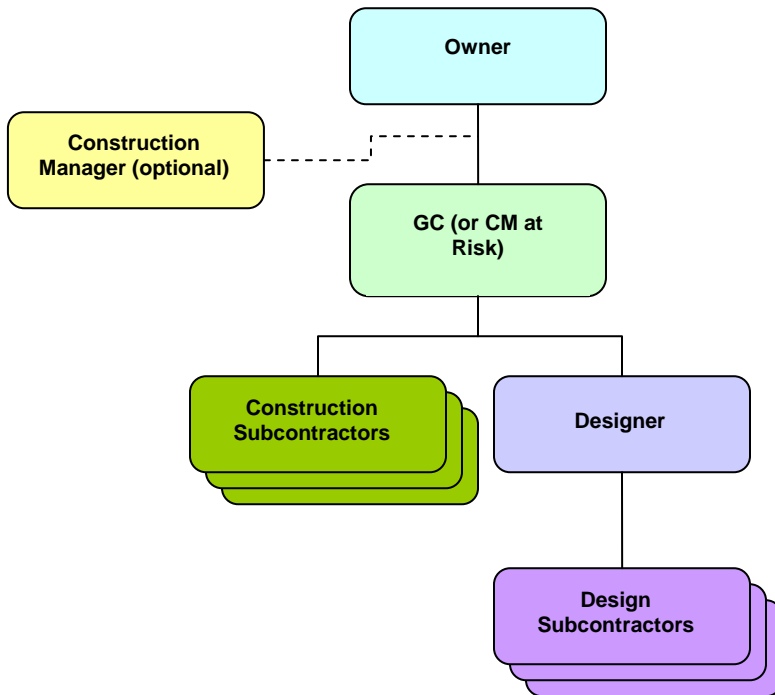 Owner
Construction
Manager (optional)
GC (or CM at
Risk)
Construction
Subcontractors
Designer
Design
Subcontractors